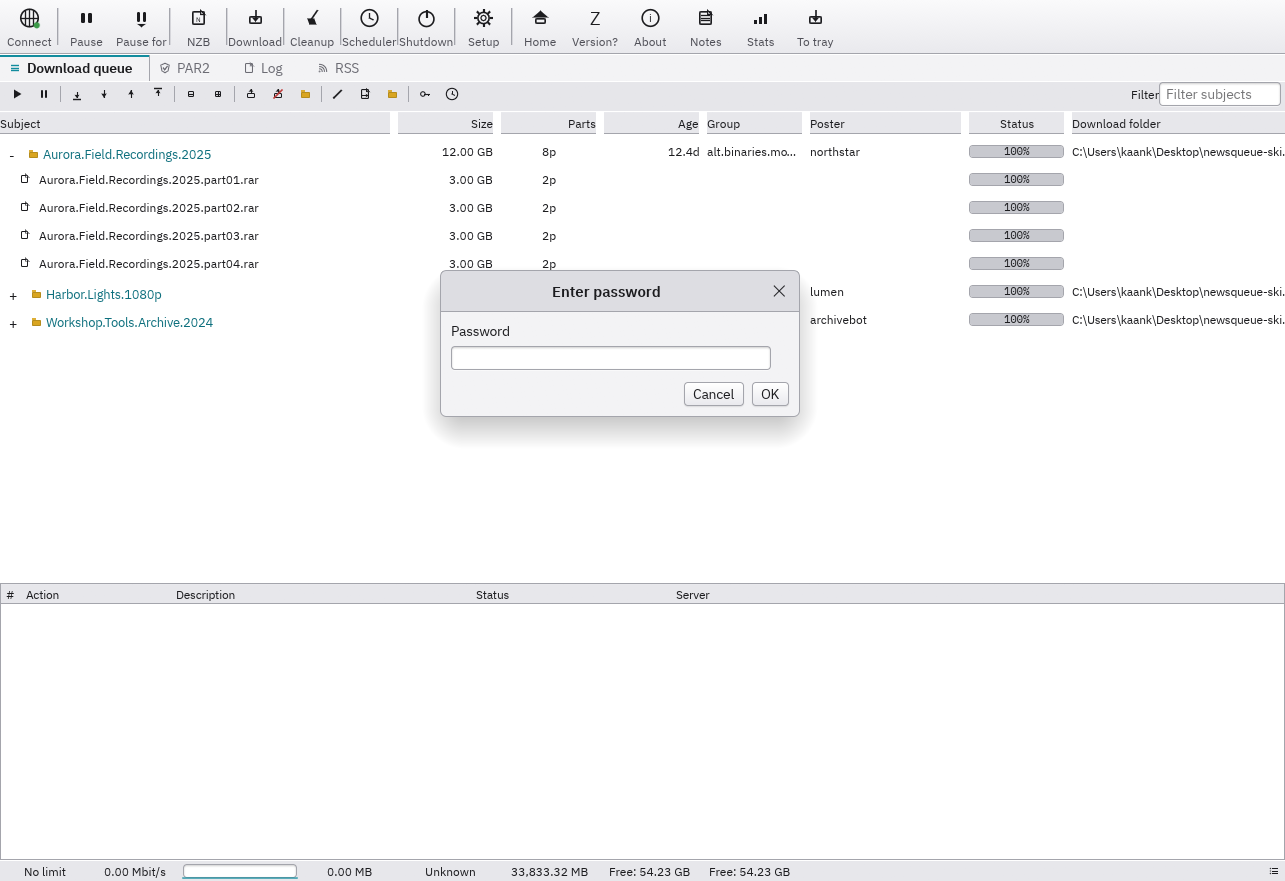 Connect Pause Pause for NZB Download Cleanup Scheduler Shutdown Setup Home Version? About Notes Stats To tray
Download queue PAR2 Log RSS
Filter Filter subjects
Subject Size Parts Age Group Poster Status Download folder
- Aurora.Field.Recordings.2025 12.00 GB 8p 12.4d alt.binaries.mo... northstar 100% C:\Users\kaank\Desktop\newsqueue-ski.
Aurora.Field.Recordings.2025.part01.rar 3.00 GB 2p 100%
Aurora.Field.Recordings.2025.part02.rar 3.00 GB 2p 100%
Aurora.Field.Recordings.2025.part03.rar 3.00 GB 2p 100%
Aurora.Field.Recordings.2025.part04.rar 3.00 GB 2p 100%
+ Harbor.Lights.1080p lumen 100% C:\Users\kaank\Desktop\newsqueue-ski.
+ Workshop.Tools.Archive.2024 archivebot 100% C:\Users\kaank\Desktop\newsqueue-ski.
Enter password
Password
Cancel OK
# Action Description Status Server
No limit 0.00 Mbit/s 0.00 MB Unknown 33,833.32 MB Free: 54.23 GB Free: 54.23 GB